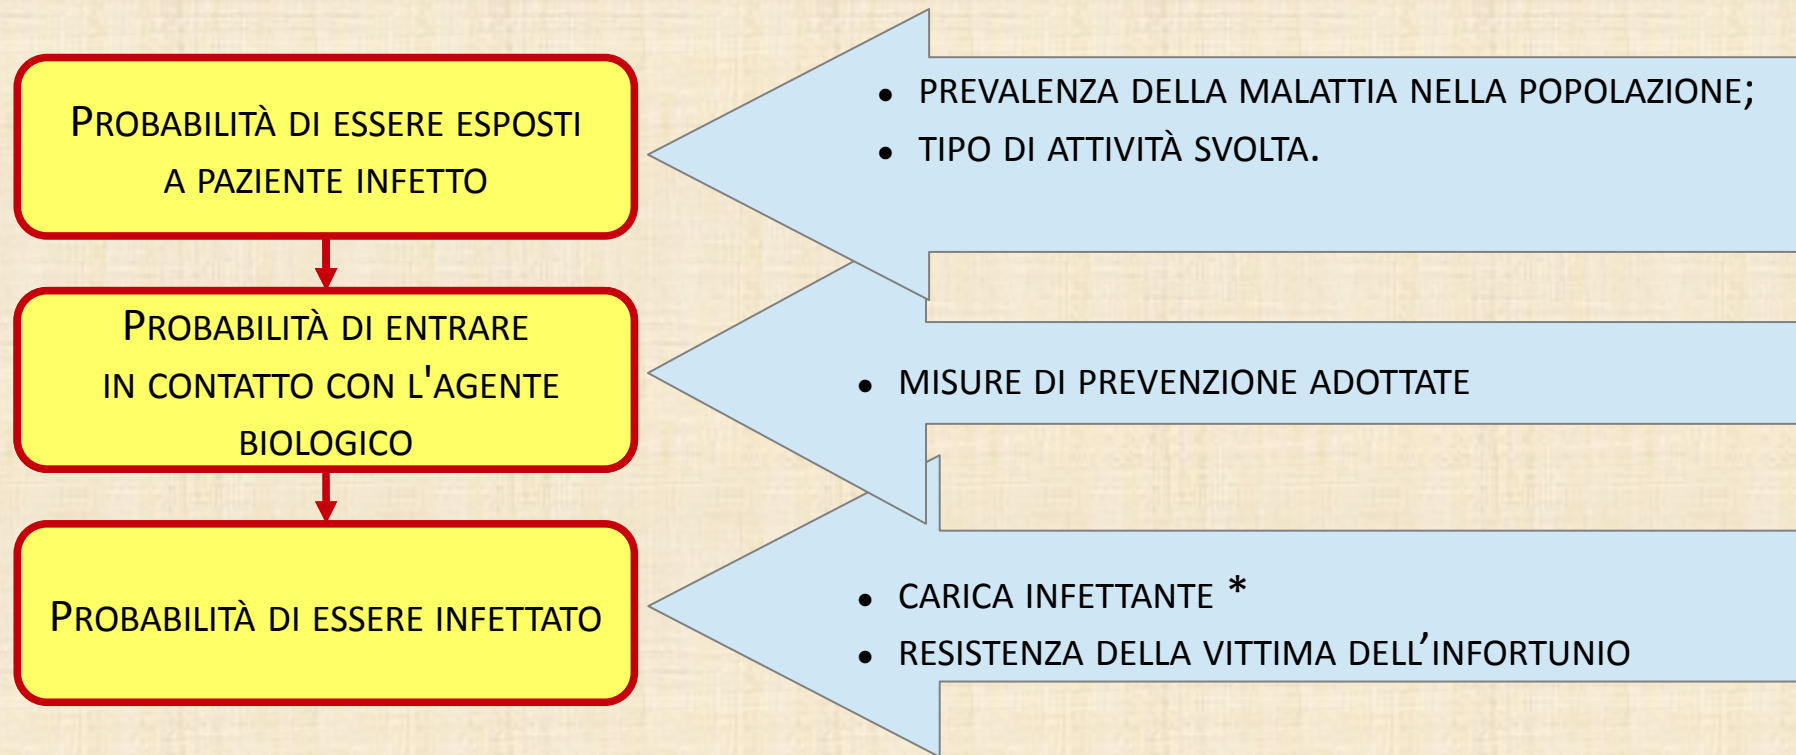 PROBABILITÀ DI ESSERE ESPOSTI
A PAZIENTE INFETTO
• PREVALENZA DELLA MALATTIA NELLA POPOLAZIONE;
• TIPO DI ATTIVITÀ SVOLTA.
PROBABILITÀ DI ENTRARE
IN CONTATTO CON L'AGENTE
BIOLOGICO
• MISURE DI PREVENZIONE ADOTTATE
PROBABILITÀ DI ESSERE INFETTATO
• CARICA INFETTANTE *
• RESISTENZA DELLA VITTIMA DELL’INFORTUNIO